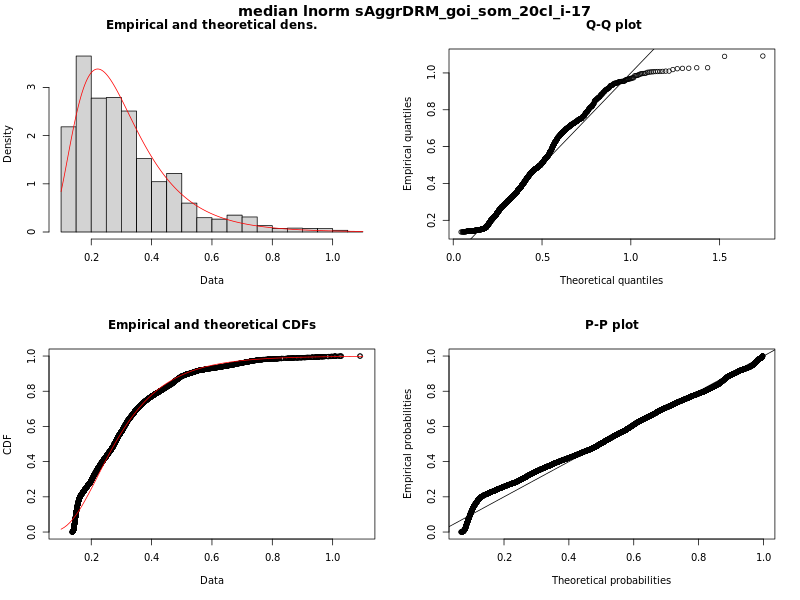 median lnorm sAggrDRM_goi_som_20cl_i-17
Empirical and theoretical dens.
Density
0 1 2 3
0.2 0.4 0.6 0.8 1.0
Data
Q-Q plot
Empirical quantiles
0.2 0.4 0.6 0.8 1.0
0.0 0.5 1.0 1.5
Theoretical quantiles
Empirical and theoretical CDFs
CDF
0.0 0.2 0.4 0.6 0.8 1.0
0.2 0.4 0.6 0.8 1.0
Data
P-P plot
Empirical probabilities
0.0 0.2 0.4 0.6 0.8 1.0
0.2 0.4 0.6 0.8 1.0
Theoretical probabilities